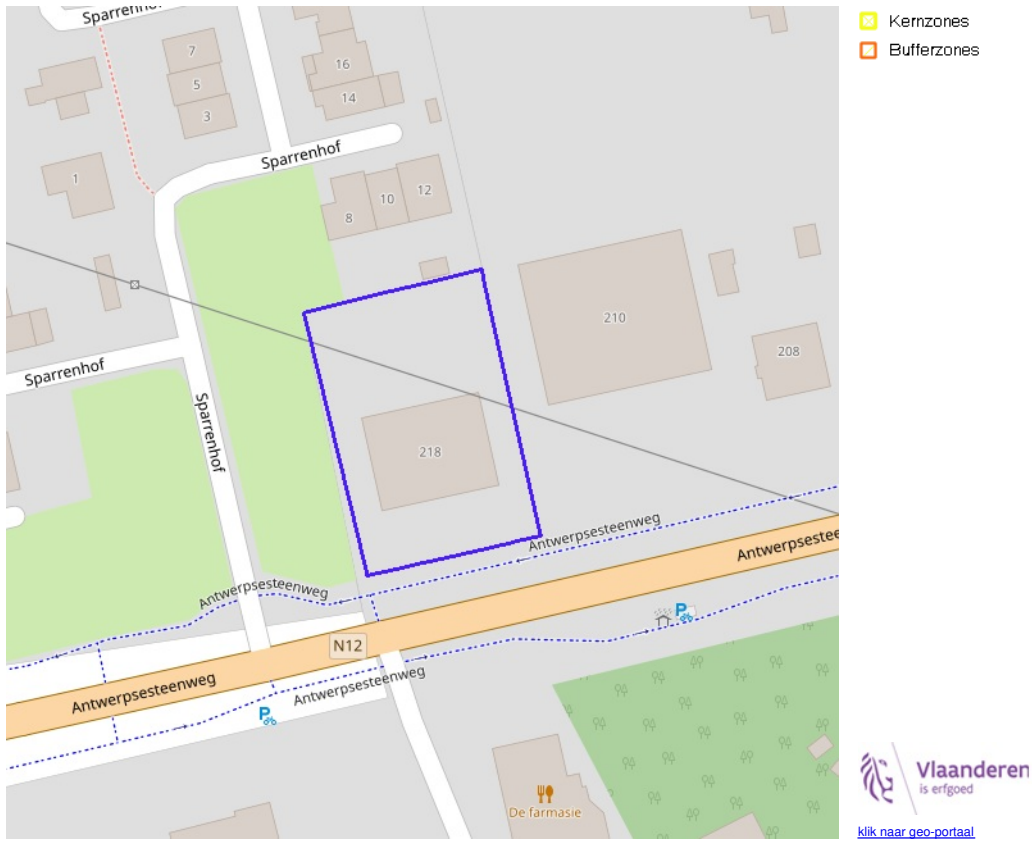 Sparrenhof
Kernzones
Bufferzones
7
5
3
16
14
Sparrenhof
1
8
10
12
210
208
Sparrenhof
Sparrenhof
218
Antwerpsesteenweg
Antwerpsestee
Antwerpsesteenweg
N12
Antwerpsesteenweg
Antwerpsesteenweg
P
P
De farmasie
Vlaanderen
is erfgoed
klik naar geo-portaal